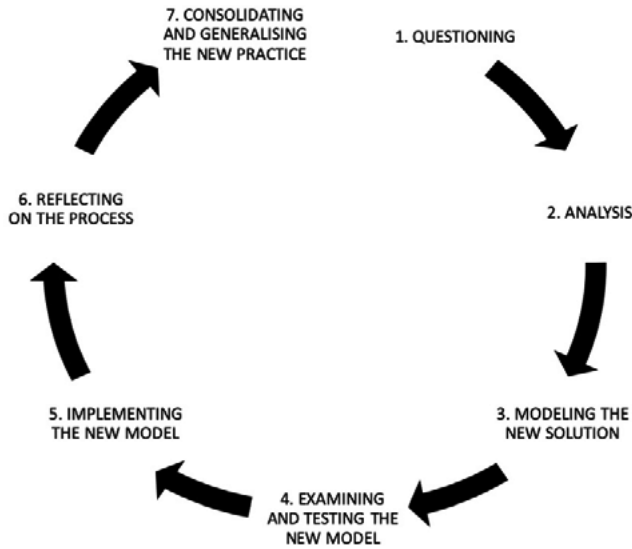 1. QUESTIONING
2. ANALYSIS
3. MODELING THE
NEW SOLUTION
4. EXAMINING
AND TESTING THE
NEW MODEL
5. IMPLEMENTING
THE NEW MODEL
6. REFLECTING
ON THE PROCESS
7. CONSOLIDATING
AND GENERALISING
THE NEW PRACTICE